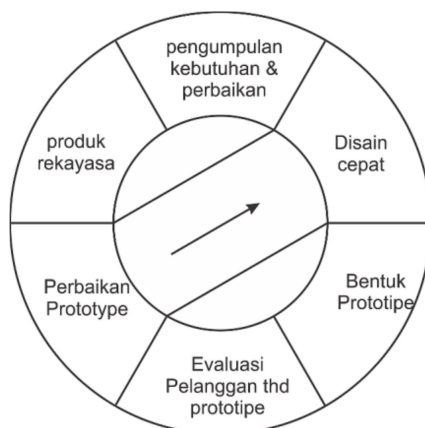 pengumpulan
kebutuhan &
perbaikan
Disain
cepat
Bentuk
Prototipe
Evaluasi
Pelanggan thd
prototipe
Perbaikan
Prototype
produk
rekayasa